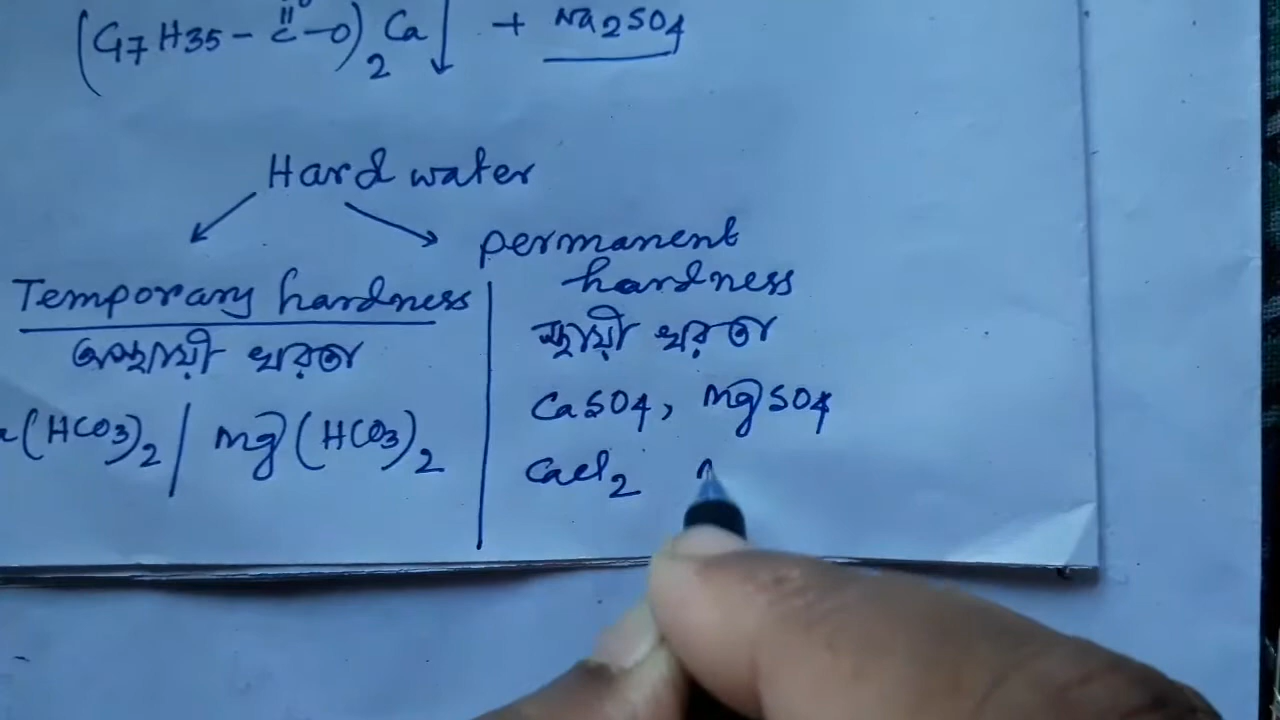 (C17H35-C-O)2Ca↓ + Na2SO4
O
Hard water
Temporary hardness
অস্থায়ী খরতা
a(HCO3)2 / Mg(HCO3)2
permanent
hardness
স্থায়ী খরতা
CaSO4, MgSO4
CaCl2